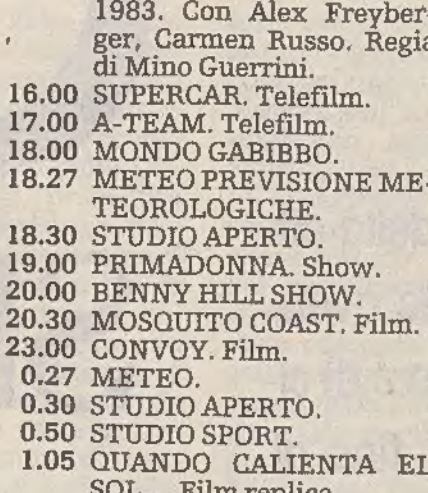 1983. Con Alex Freyber-
ger, Carmen Russo. Regia
di Mino Guerrini.
16.00 SUPERCAR. Telefilm.
17.00 A-TEAM. Telefilm.
18.00 MONDO GABIBBO.
18.27 METEO PREVISIONE ME-
TEOROLOGICHE.
18.30 STUDIO APERTO.
19.00 PRIMADONNA. Show.
20.00 BENNY HILL SHOW.
20.30 MOSQUITO COAST. Film.
23.00 CONVOY. Film.
0.27 METEO.
0.30 STUDIO APERTO.
0.50 STUDIO SPORT.
1.05 QUANDO CALIENTA EL
SOL... Film replica